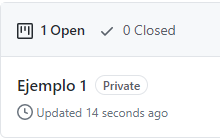 1 Open 0 Closed
Ejemplo 1 Private
Updated 14 seconds ago